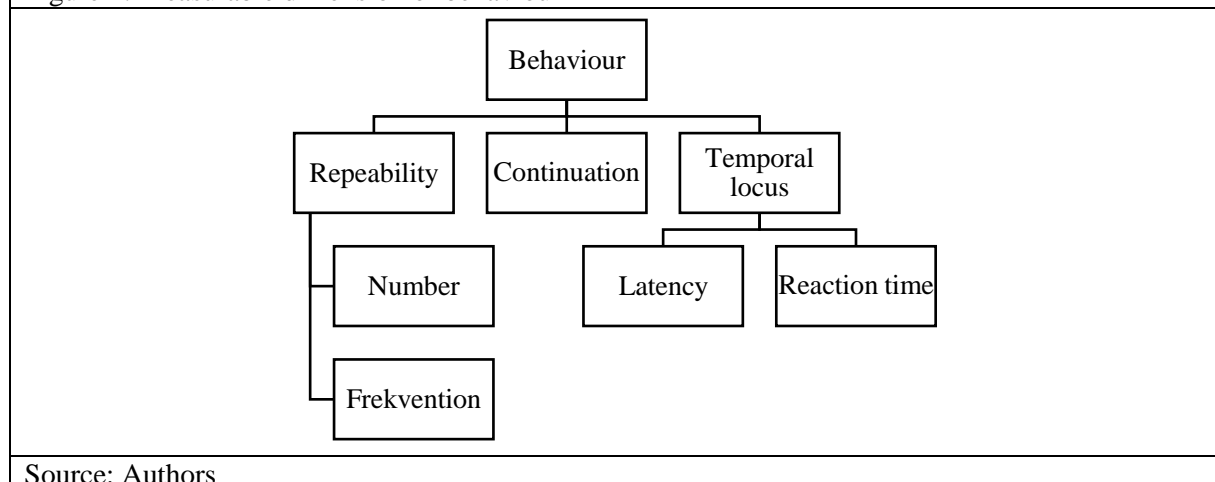 Behaviour
Repeability
Continuation
Temporal
locus
Number
Latency
Reaction time
Frekvention
Source: Authors